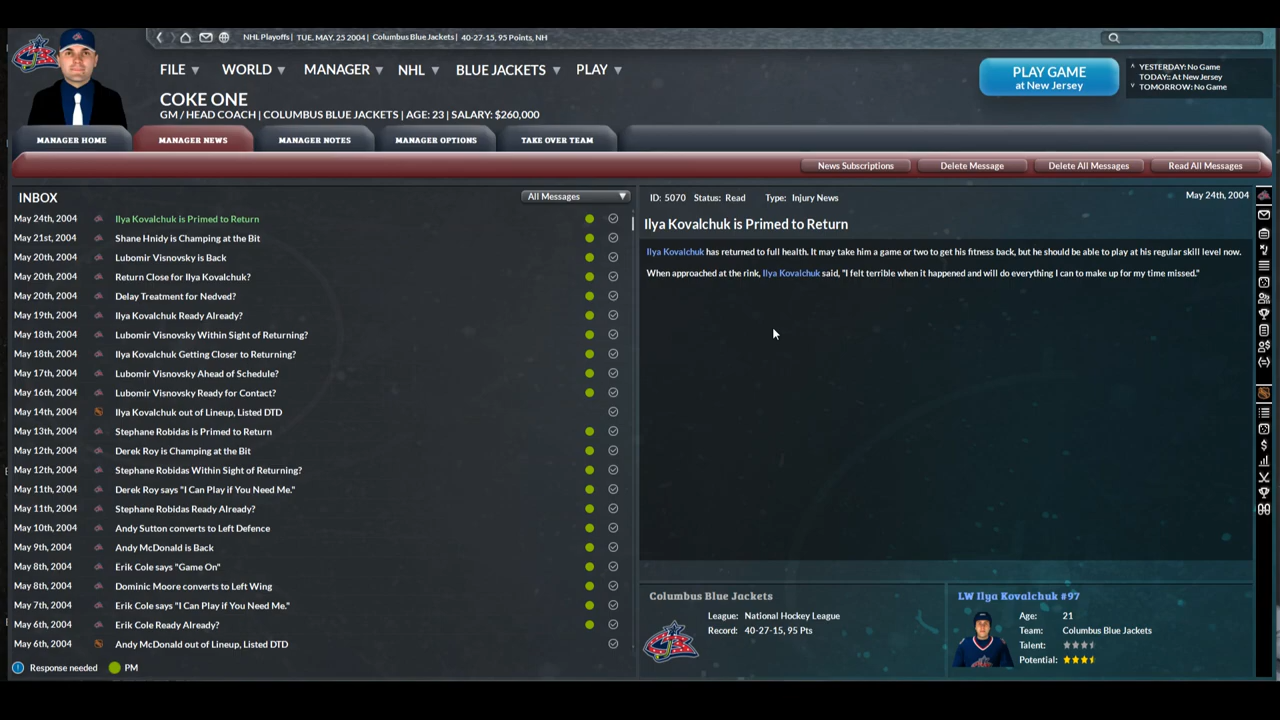 NHL Playoffs | TUE. MAY. 25 2004 | Columbus Blue Jackets | 40-27-15, 95 Points, NH
FILE WORLD MANAGER NHL BLUE JACKETS PLAY
PLAY GAME
at New Jersey
YESTERDAY: No Game
TODAY:: At New Jersey
TOMORROW: No Game
COKE ONE
GM / HEAD COACH | COLUMBUS BLUE JACKETS | AGE: 23 | SALARY: $260,000
MANAGER HOME MANAGER NEWS MANAGER NOTES MANAGER OPTIONS TAKE OVER TEAM
News Subscriptions Delete Message Delete All Messages Read All Messages
INBOX All Messages
May 24th, 2004 Ilya Kovalchuk is Primed to Return
May 21st, 2004 Shane Hnidy is Champing at the Bit
May 20th, 2004 Lubomir Visnovsky is Back
May 20th, 2004 Return Close for Ilya Kovalchuk?
May 20th, 2004 Delay Treatment for Nedved?
May 19th, 2004 Ilya Kovalchuk Ready Already?
May 18th, 2004 Lubomir Visnovsky Within Sight of Returning?
May 18th, 2004 Ilya Kovalchuk Getting Closer to Returning?
May 17th, 2004 Lubomir Visnovsky Ahead of Schedule?
May 16th, 2004 Lubomir Visnovsky Ready for Contact?
May 14th, 2004 Ilya Kovalchuk out of Lineup, Listed DTD
May 13th, 2004 Stephane Robidas is Primed to Return
May 12th, 2004 Derek Roy is Champing at the Bit
May 12th, 2004 Stephane Robidas Within Sight of Returning?
May 11th, 2004 Derek Roy says "I Can Play if You Need Me."
May 11th, 2004 Stephane Robidas Ready Already?
May 10th, 2004 Andy Sutton converts to Left Defence
May 9th, 2004 Andy McDonald is Back
May 8th, 2004 Erik Cole says "Game On"
May 8th, 2004 Dominic Moore converts to Left Wing
May 7th, 2004 Erik Cole says "I Can Play if You Need Me."
May 6th, 2004 Erik Cole Ready Already?
May 6th, 2004 Andy McDonald out of Lineup, Listed DTD
Response needed PM
ID: 5070 Status: Read Type: Injury News May 24th, 2004
Ilya Kovalchuk is Primed to Return
Ilya Kovalchuk has returned to full health. It may take him a game or two to get his fitness back, but he should be able to play at his regular skill level now.
When approached at the rink, Ilya Kovalchuk said, "I felt terrible when it happened and will do everything I can to make up for my time missed."
Columbus Blue Jackets
League: National Hockey League
Record: 40-27-15, 95 Pts
LW Ilya Kovalchuk #97
Age: 21
Team: Columbus Blue Jackets
Talent:
Potential: